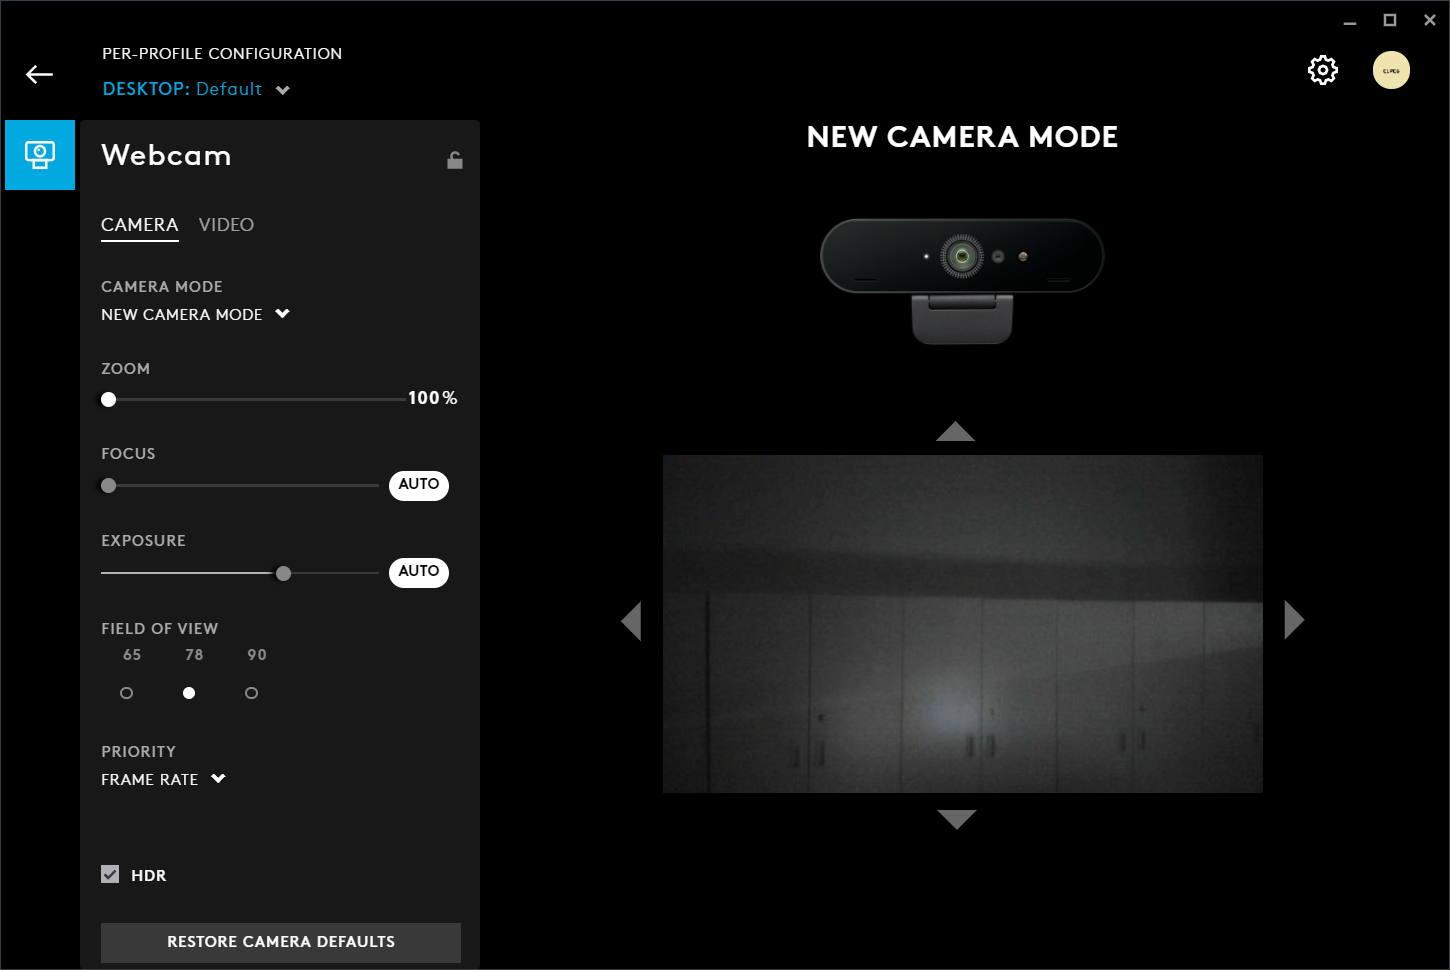 PER-PROFILE CONFIGURATION
DESKTOP: Default
Webcam
CAMERA VIDEO
CAMERA MODE
NEW CAMERA MODE
ZOOM
100%
FOCUS
AUTO
EXPOSURE
AUTO
FIELD OF VIEW
65 78 90
PRIORITY
FRAME RATE
HDR
RESTORE CAMERA DEFAULTS
NEW CAMERA MODE